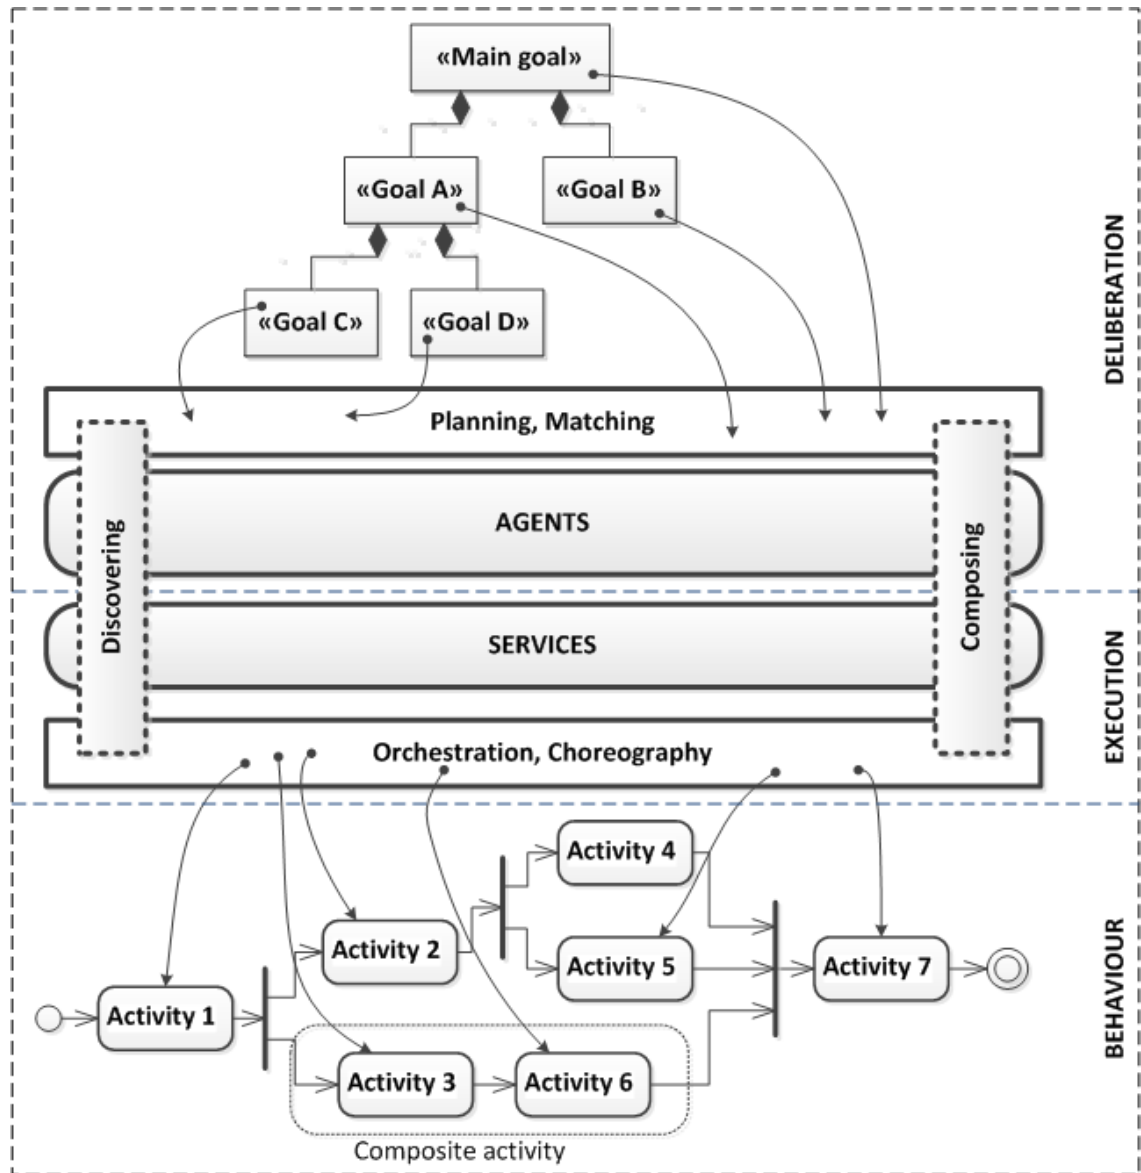 «Main goal»
«Goal A»
«Goal B»
«Goal C»
«Goal D»
DELIBERATION
Planning, Matching
AGENTS
Discovering
Composing
SERVICES
EXECUTION
Orchestration, Choreography
Activity 4
Activity 2
Activity 5
Activity 7
Activity 1
BEHAVIOUR
Activity 3
Activity 6
Composite activity